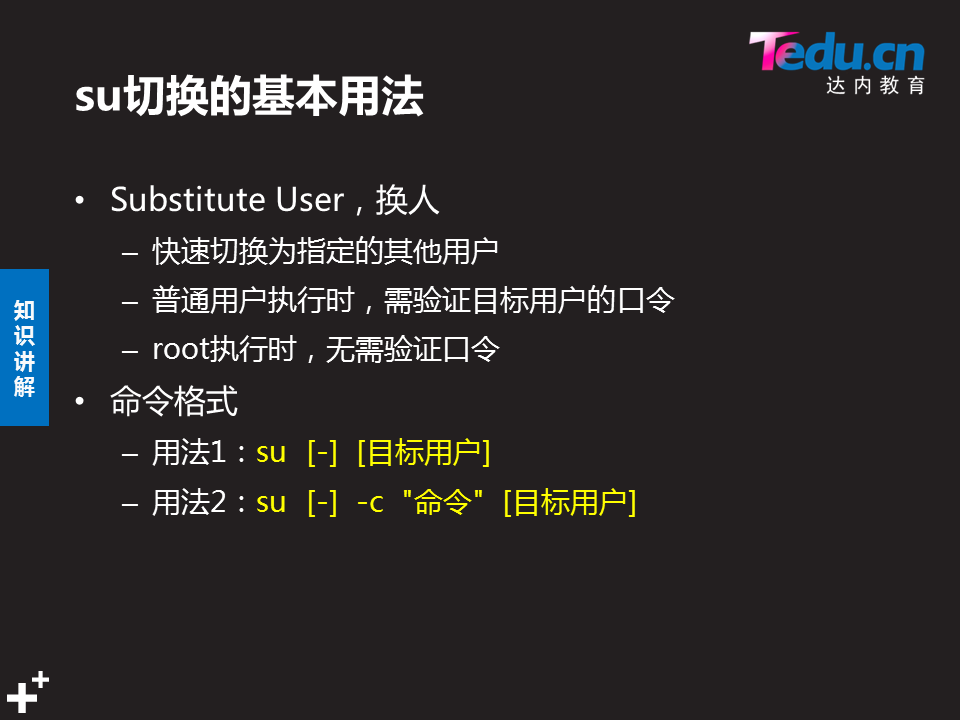 Tedu.cn
达内教育
su切换的基本用法
• Substitute User，换人
– 快速切换为指定的其他用户
– 普通用户执行时，需验证目标用户的口令
– root执行时，无需验证口令
• 命令格式
– 用法1：su [-] [目标用户]
– 用法2：su [-] -c "命令" [目标用户]
知识讲解